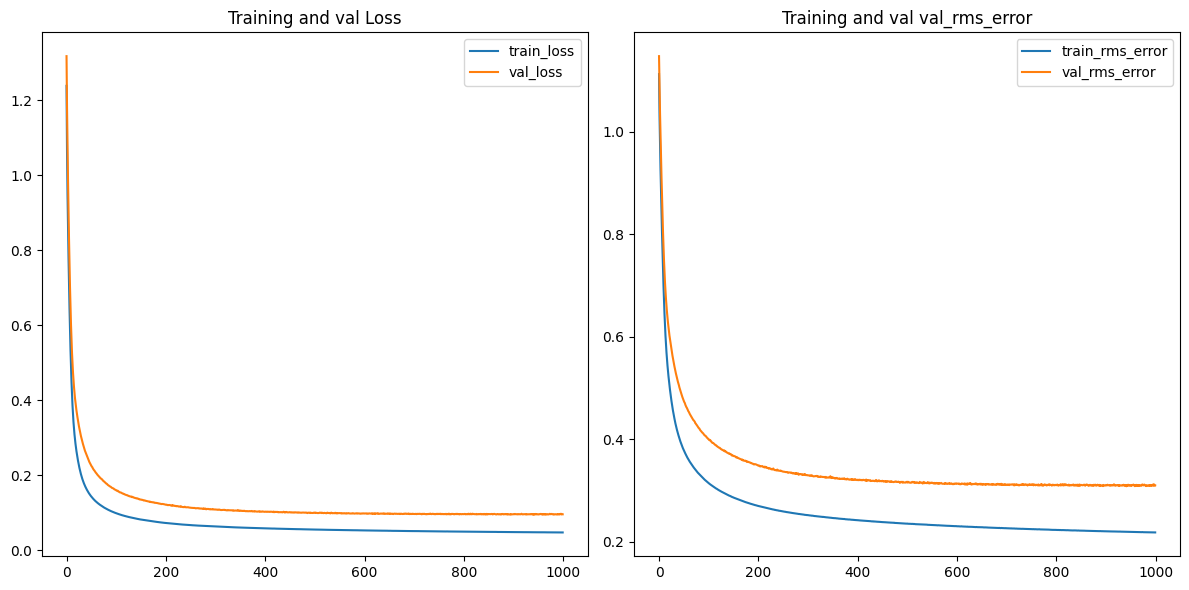 Training and val Loss
train_loss
val_loss
1.2
1.0
0.8
0.6
0.4
0.2
0.0
0 200 400 600 800 1000
Training and val val_rms_error
train_rms_error
val_rms_error
1.0
0.8
0.6
0.4
0.2
0 200 400 600 800 1000